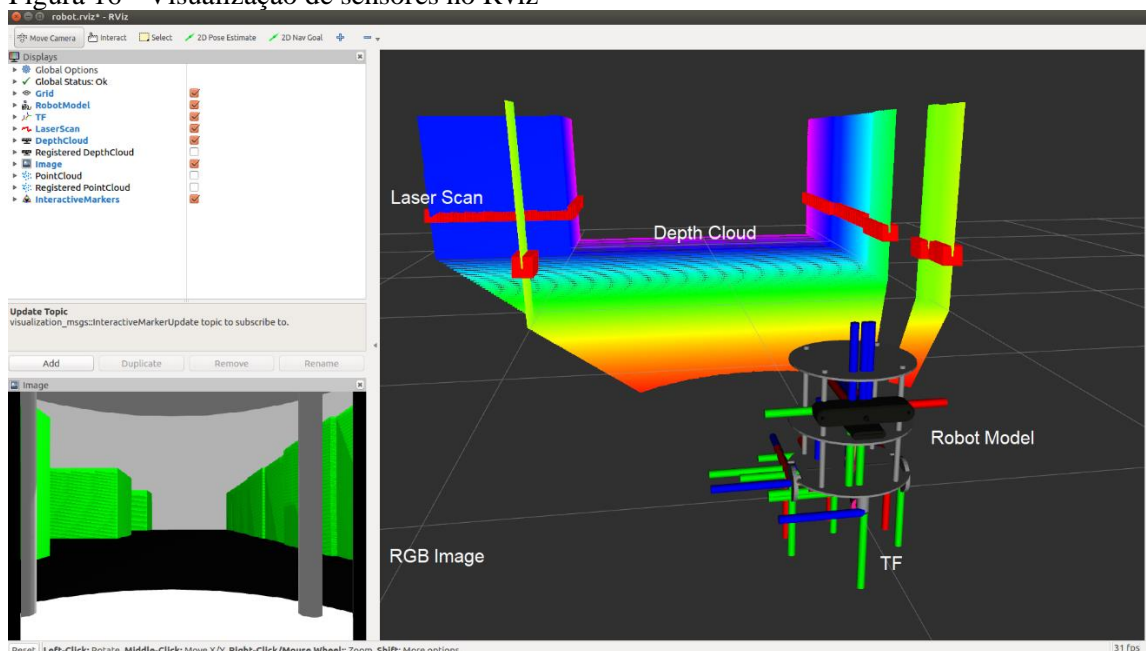 Figura 16 - Visualização de sensores no Rviz
robot.rviz* - RViz
Move Camera Interact Select 2D Pose Estimate 2D Nav Goal
Displays
Global Options
Global Status: Ok
Grid
RobotModel
TF
LaserScan
DepthCloud
Registered DepthCloud
Image
PointCloud
Registered PointCloud
InteractiveMarkers
Update Topic
visualization_msgs::InteractiveMarkerUpdate topic to subscribe to.
Add Duplicate Remove Rename
Image
Laser Scan
Depth Cloud
Robot Model
RGB Image
TF
Reset Left-Click: Rotate. Middle-Click: Move X/Y. Right-Click/Mouse Wheel:: Zoom. Shift: More options.
31 fps